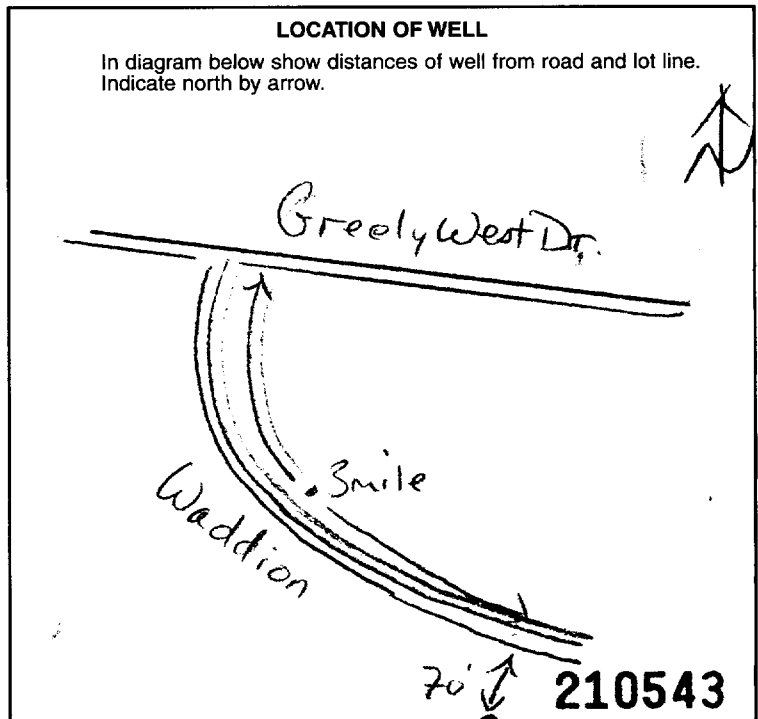 LOCATION OF WELL
In diagram below show distances of well from road and lot line.
Indicate north by arrow.
N
Greely West Dr.
.3mile
Waddion
70'
210543